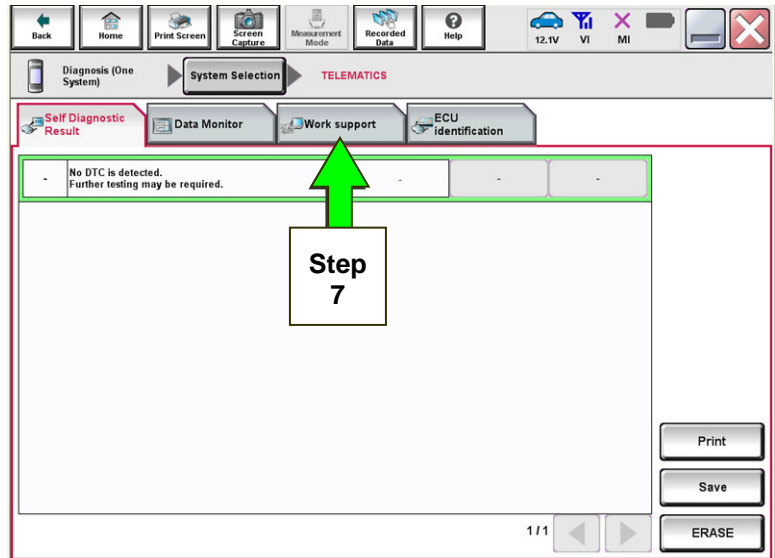 Back
Home
Print Screen
Screen
Capture
Measurement
Mode
Recorded
Data
Help
12.1V
VI
MI
Diagnosis (One
System)
System Selection
TELEMATICS
Self Diagnostic
Result
Data Monitor
Work support
ECU
identification
-
No DTC is detected.
Further testing may be required.
-
-
-
Step
7
Print
Save
1/1
ERASE